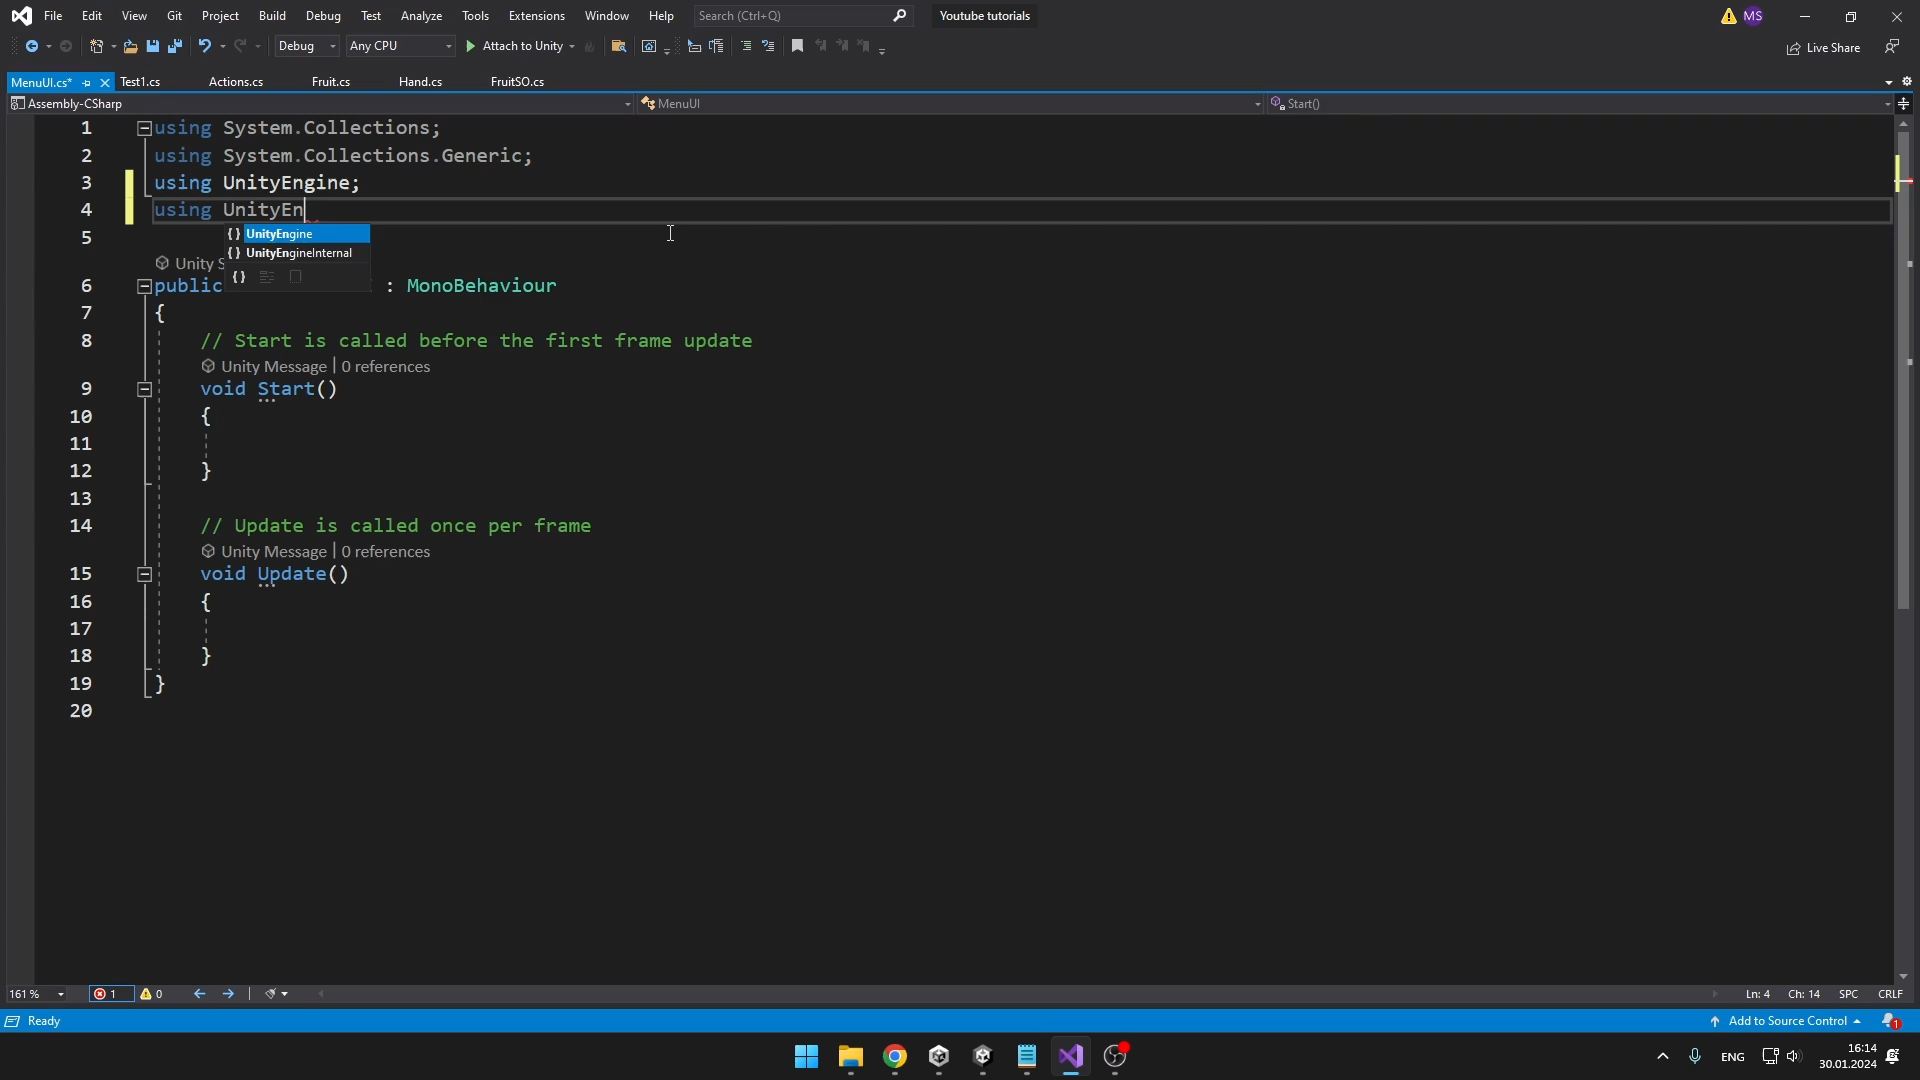 File Edit View Git Project Build Debug Test Analyze Tools Extensions Window Help Search (Ctrl+Q) Youtube tutorials MS
Debug Any CPU Attach to Unity Live Share
MenuUI.cs* Test1.cs Actions.cs Fruit.cs Hand.cs FruitSO.cs
Assembly-CSharp MenuUI Start()
1 using System.Collections;
2 using System.Collections.Generic;
3 using UnityEngine;
4 using UnityEn
5 {} UnityEngine
{} UnityEngineInternal
Unity S {}
6 public : MonoBehaviour
7 {
8 // Start is called before the first frame update
Unity Message | 0 references
9 void Start()
10 {
11
12 }
13
14 // Update is called once per frame
Unity Message | 0 references
15 void Update()
16 {
17
18 }
19 }
20
161 % 1 0 Ln: 4 Ch: 14 SPC CRLF
Ready Add to Source Control 1
ENG 16:14
30.01.2024